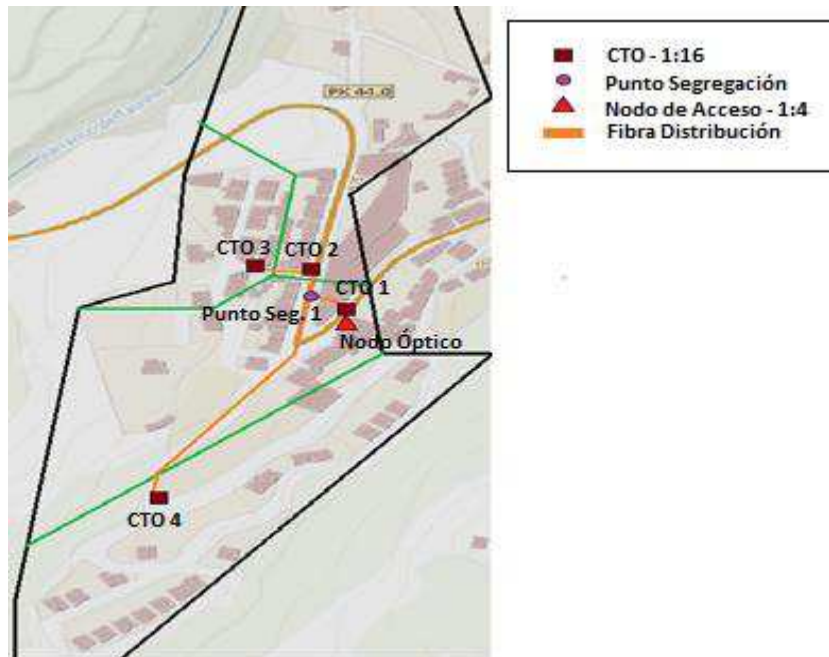 CTO - 1:16
Punto Segregación
Nodo de Acceso - 1:4
Fibra Distribución
PK 44.0
CTO 3
CTO 2
CTO 1
Punto Seg. 1
Nodo Óptico
CTO 4